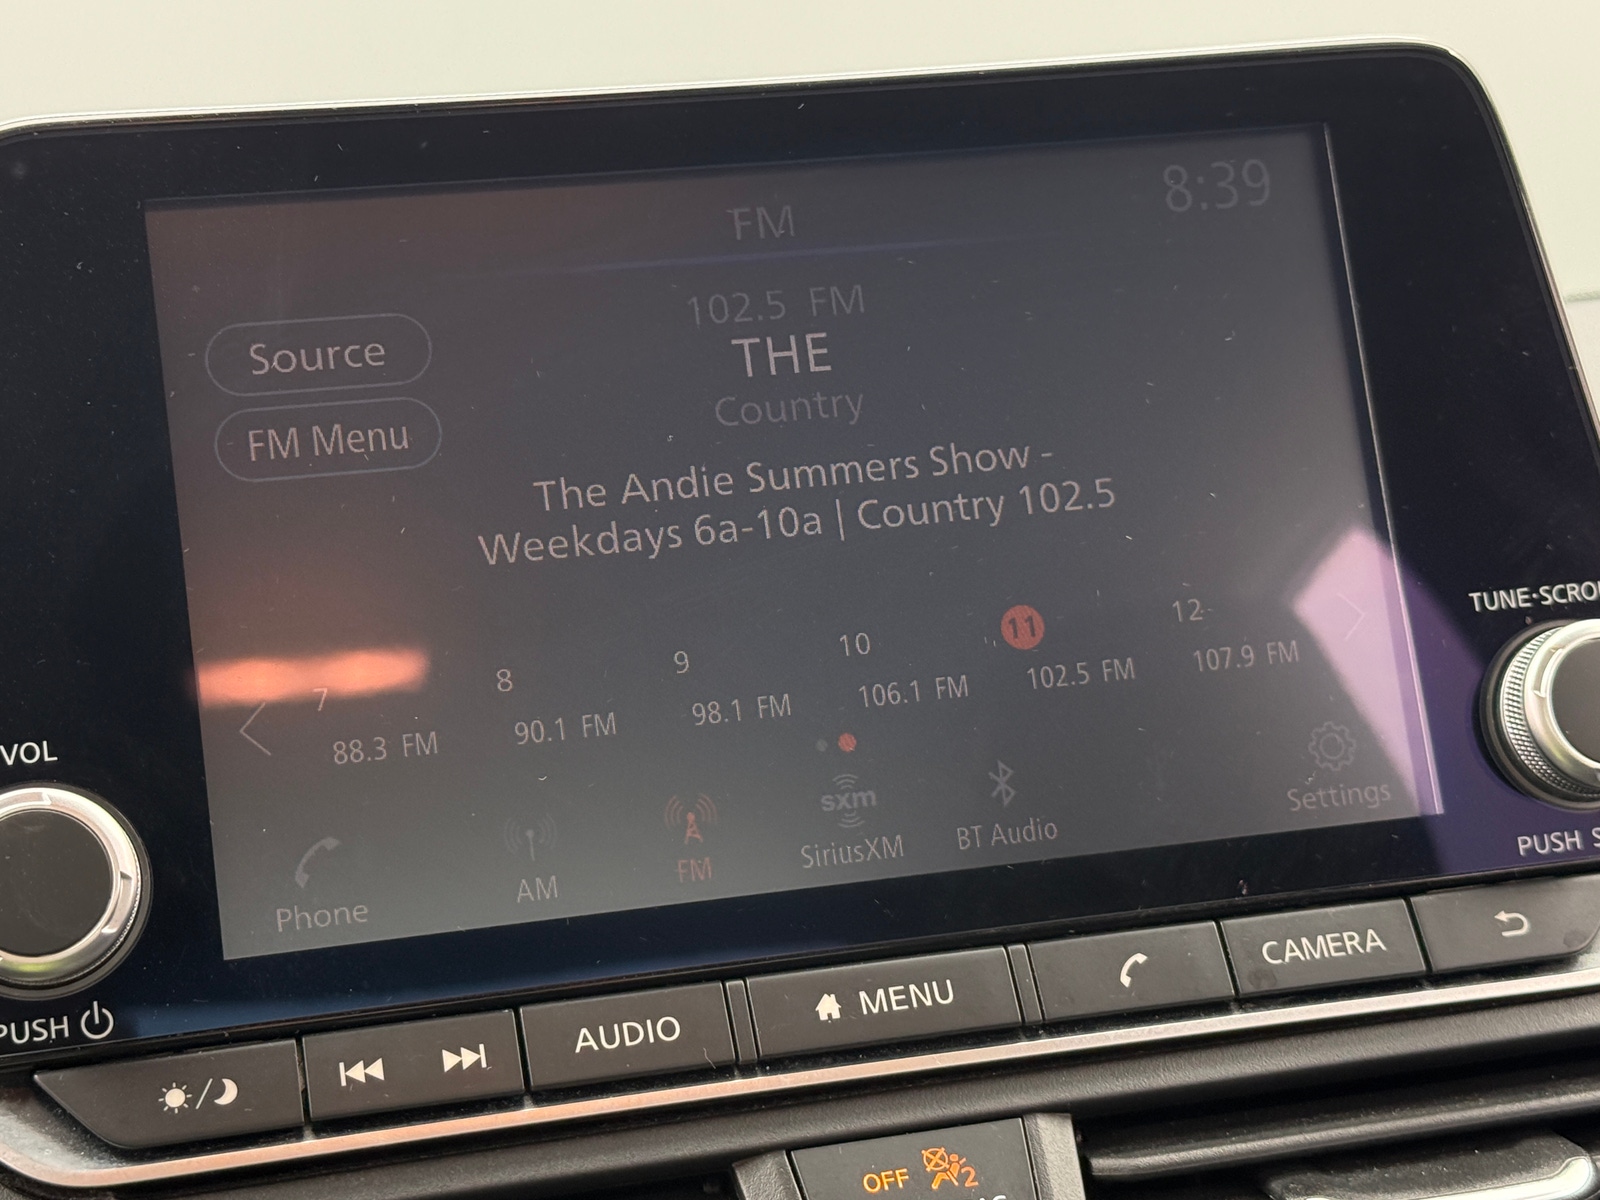 FM
8:39
102.5 FM
THE
Country
Source
FM Menu
The Andie Summers Show -
Weekdays 6a-10a | Country 102.5
7
8
9
10
11
12
88.3 FM
90.1 FM
98.1 FM
106.1 FM
102.5 FM
107.9 FM
Phone
AM
FM
sxm
SiriusXM
BT Audio
Settings
VOL
PUSH
TUNE·SCRO
PUSH S
AUDIO
MENU
CAMERA
OFF
2